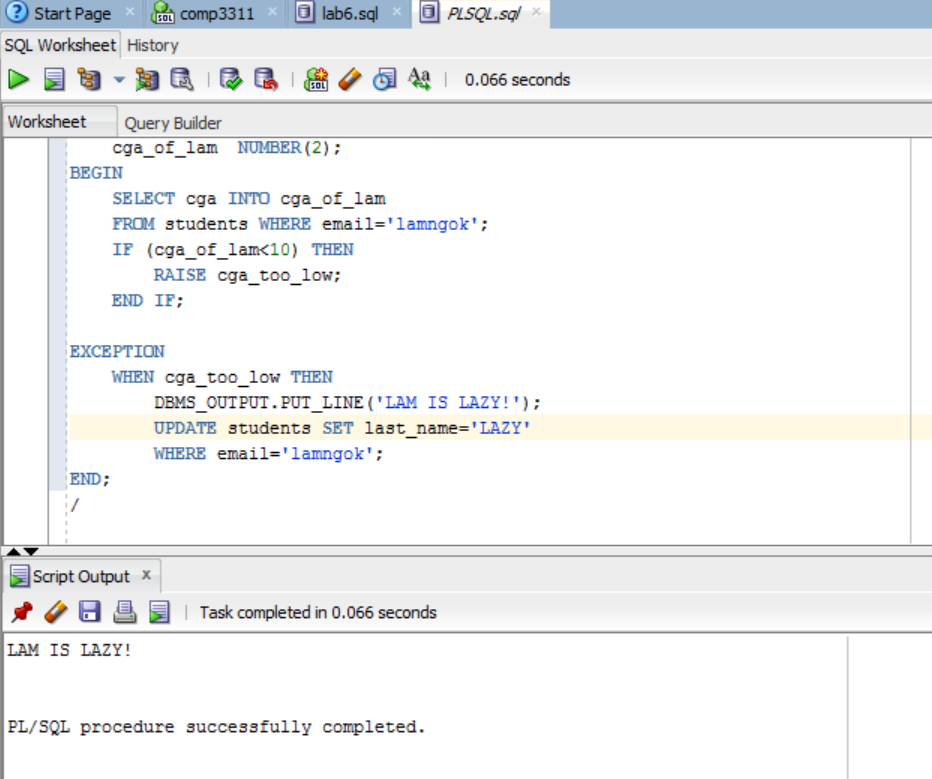 Start Page comp3311 lab6.sql PLSQL.sql
SQL Worksheet History
0.066 seconds
Worksheet Query Builder
cga_of_lam NUMBER(2);
BEGIN
SELECT cga INTO cga_of_lam
FROM students WHERE email='lamngok';
IF (cga_of_lam<10) THEN
RAISE cga_too_low;
END IF;
EXCEPTION
WHEN cga_too_low THEN
DBMS_OUTPUT.PUT_LINE('LAM IS LAZY!');
UPDATE students SET last_name='LAZY'
WHERE email='lamngok';
END;
/
Script Output x
Task completed in 0.066 seconds
LAM IS LAZY!
PL/SQL procedure successfully completed.